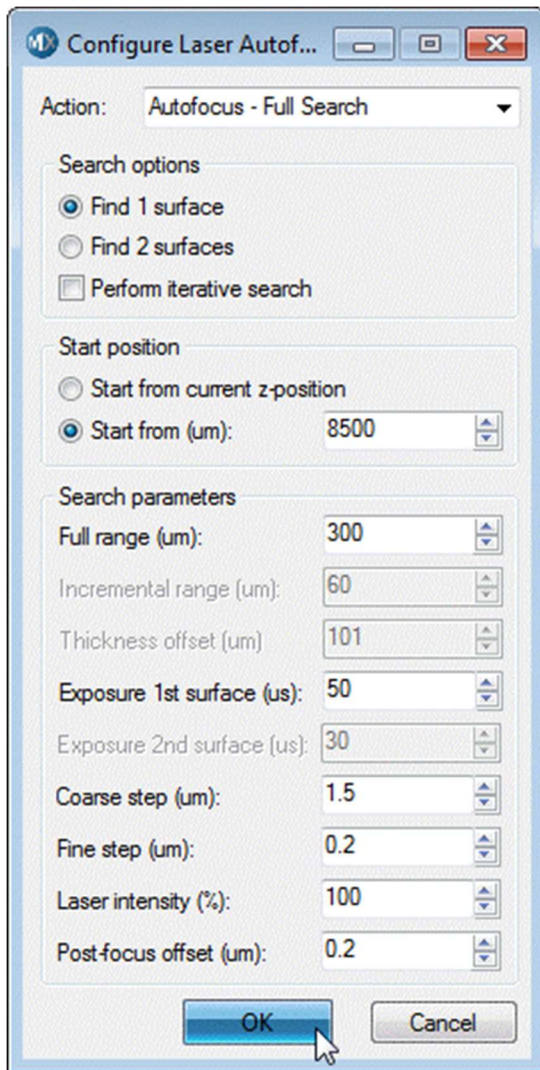 MX Configure Laser Autof...
Action: Autofocus - Full Search
Search options
Find 1 surface
Find 2 surfaces
Perform iterative search
Start position
Start from current z-position
Start from (um): 8500
Search parameters
Full range (um): 300
Incremental range (um): 60
Thickness offset (um) 101
Exposure 1st surface (us): 50
Exposure 2nd surface (us): 30
Coarse step (um): 1.5
Fine step (um): 0.2
Laser intensity (%): 100
Post-focus offset (um): 0.2
OK Cancel